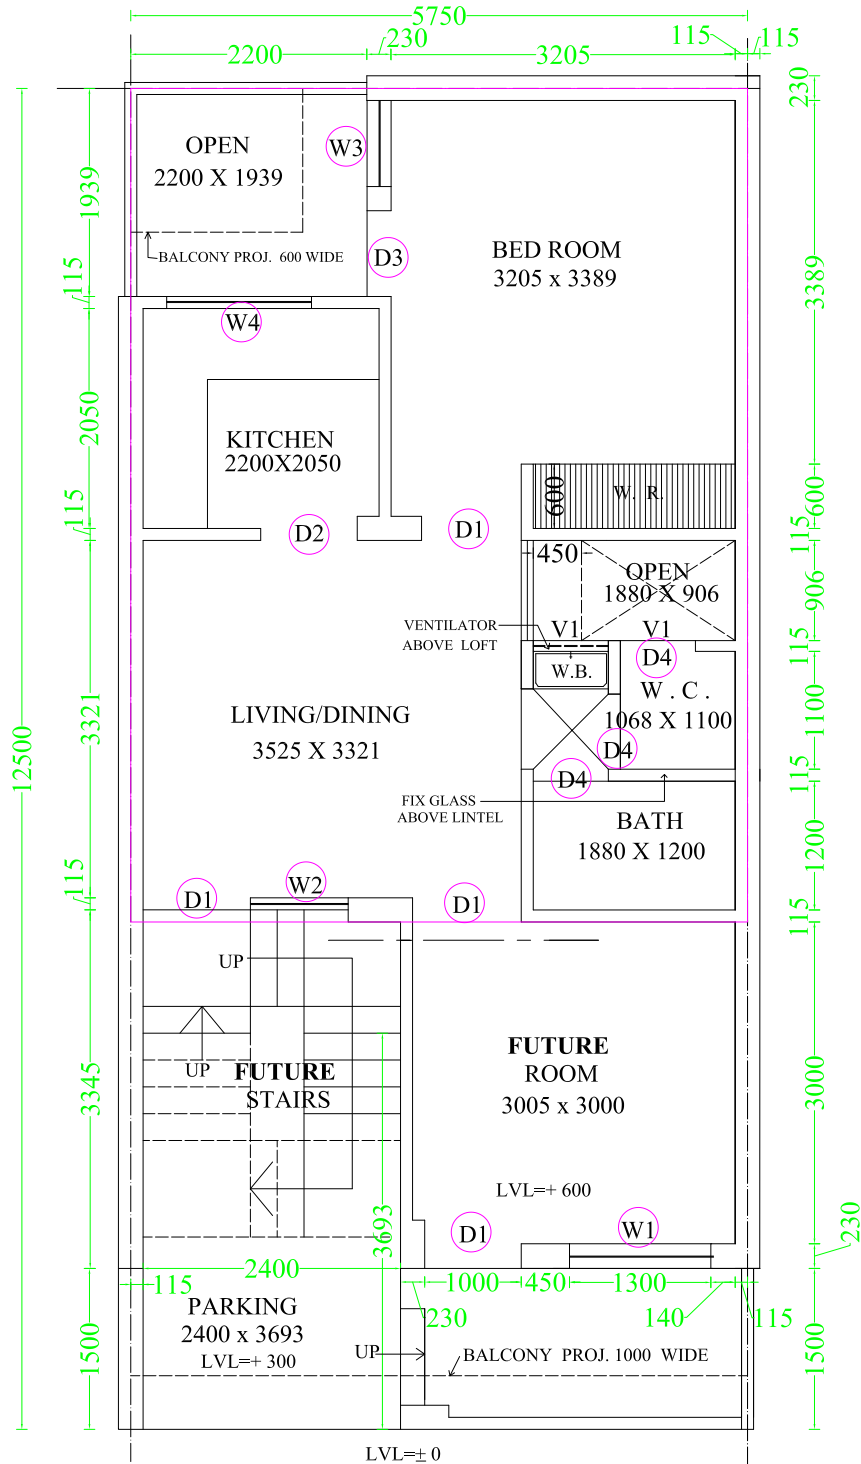 5750
2200
230
3205
115
115
230
OPEN
2200 X 1939
W3
1939
BALCONY PROJ. 600 WIDE
D3
BED ROOM
3205 x 3389
3389
115
W4
2050
KITCHEN
2200X2050
600
W. R.
600
115
D2
D1
115
450
OPEN
1880 X 906
906
VENTILATOR
ABOVE LOFT
V1
V1
115
D4
W.B.
W . C .
1068 X 1100
1100
LIVING/DINING
3525 X 3321
3321
12500
D4
D4
115
FIX GLASS
ABOVE LINTEL
BATH
1880 X 1200
1200
115
D1
W2
D1
115
UP
UP
FUTURE
STAIRS
FUTURE
ROOM
3005 x 3000
3345
3000
LVL=+ 600
3693
D1
W1
230
2400
115
1000
450
1300
230
140
115
PARKING
2400 x 3693
LVL=+ 300
1500
UP
BALCONY PROJ. 1000 WIDE
1500
LVL=± 0